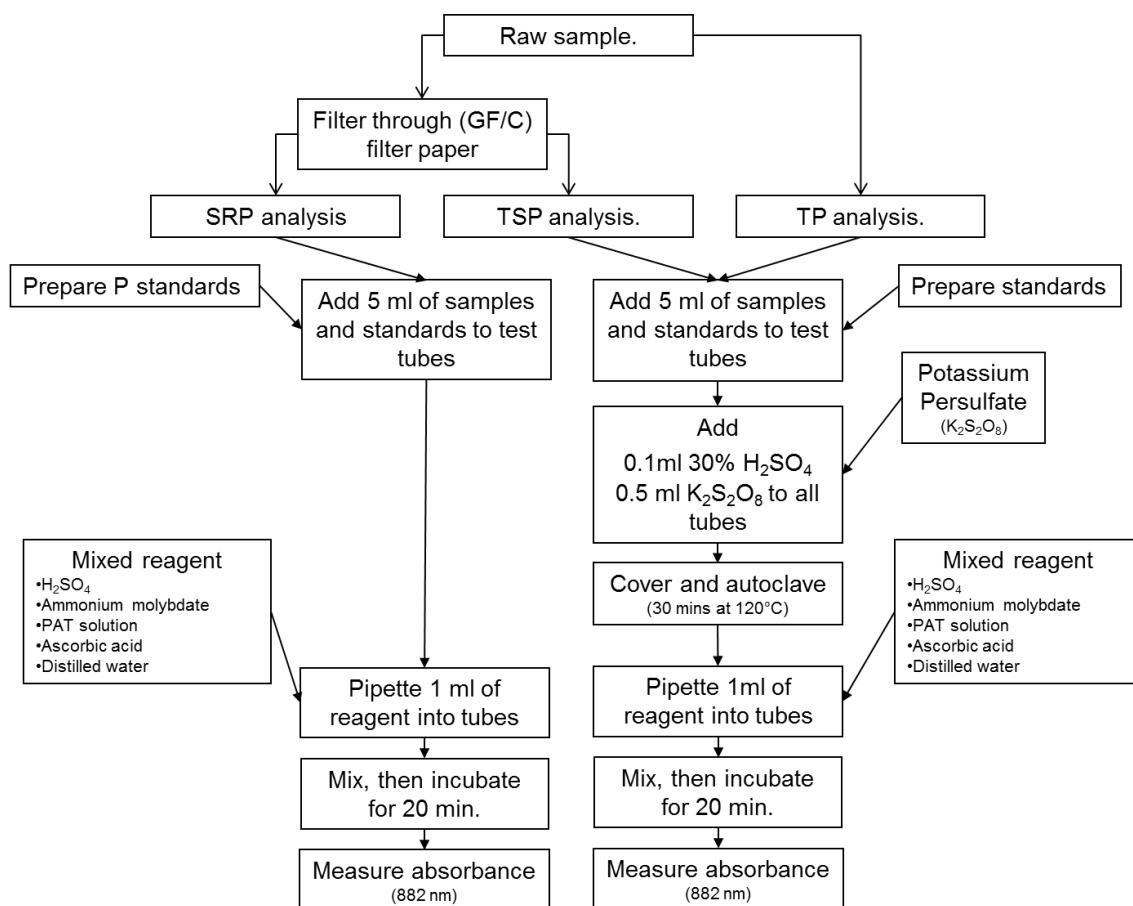 Raw sample.
Filter through (GF/C)
filter paper
SRP analysis
TSP analysis.
TP analysis.
Prepare P standards
Add 5 ml of samples
and standards to test
tubes
Add 5 ml of samples
and standards to test
tubes
Prepare standards
Potassium
Persulfate
(K₂S₂O₈)
Add
0.1ml 30% H₂SO₄
0.5 ml K₂S₂O₈ to all
tubes
Mixed reagent
•H₂SO₄
•Ammonium molybdate
•PAT solution
•Ascorbic acid
•Distilled water
Cover and autoclave
(30 mins at 120°C)
Mixed reagent
•H₂SO₄
•Ammonium molybdate
•PAT solution
•Ascorbic acid
•Distilled water
Pipette 1 ml of
reagent into tubes
Pipette 1ml of
reagent into tubes
Mix, then incubate
for 20 min.
Mix, then incubate
for 20 min.
Measure absorbance
(882 nm)
Measure absorbance
(882 nm)